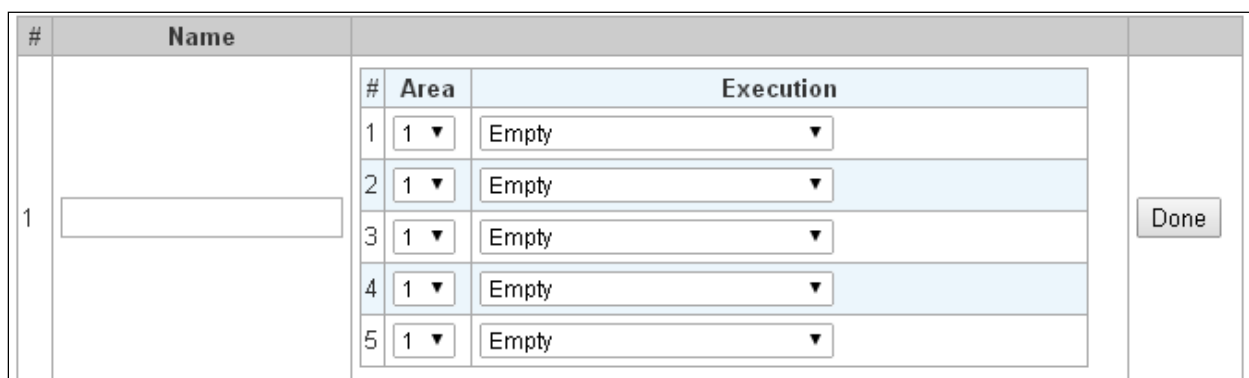 # Name
# Area Execution
1 1 Empty
2 1 Empty
1 3 1 Empty Done
4 1 Empty
5 1 Empty